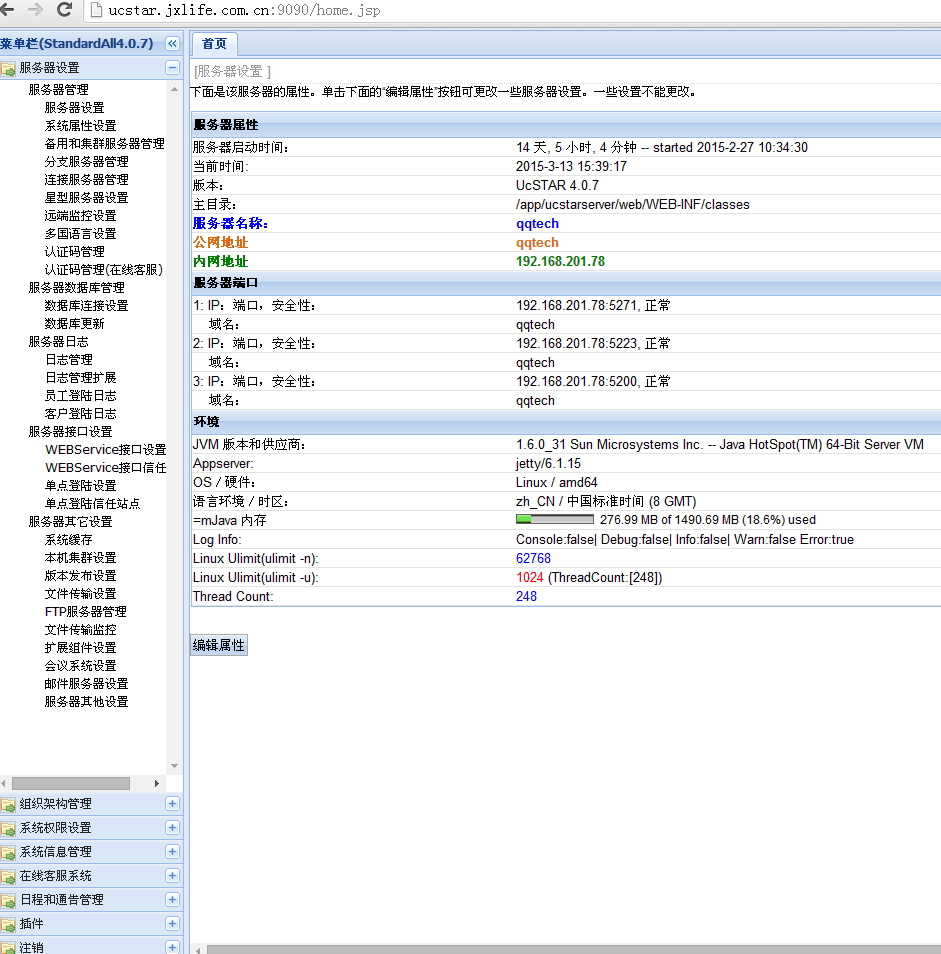 ucstar.jxlife.com.cn:9090/home.jsp
菜单栏(StandardAll4.0.7)
服务器设置
服务器管理
服务器设置
系统属性设置
备用和集群服务器管理
分支服务器管理
连接服务器管理
星型服务器设置
远端监控设置
多国语言设置
认证码管理
认证码管理(在线客服)
服务器数据库管理
数据库连接设置
数据库更新
服务器日志
日志管理
日志管理扩展
员工登陆日志
客户登陆日志
服务器接口设置
WEBService接口设置
WEBService接口信任
单点登陆设置
单点登陆信任站点
服务器其它设置
系统缓存
本机集群设置
版本发布设置
文件传输设置
FTP服务器管理
文件传输监控
扩展组件设置
会议系统设置
邮件服务器设置
服务器其他设置
组织架构管理
系统权限设置
系统信息管理
在线客服系统
日程和通告管理
插件
注销
首页
[服务器设置 ]
下面是该服务器的属性。单击下面的“编辑属性”按钮可更改一些服务器设置。一些设置不能更改。
服务器属性
服务器启动时间: 14 天, 5 小时, 4 分钟 -- started 2015-2-27 10:34:30
当前时间: 2015-3-13 15:39:17
版本: UcSTAR 4.0.7
主目录: /app/ucstarserver/web/WEB-INF/classes
服务器名称: qqtech
公网地址 qqtech
内网地址 192.168.201.78
服务器端口
1: IP：端口，安全性: 192.168.201.78:5271, 正常
域名: qqtech
2: IP：端口，安全性: 192.168.201.78:5223, 正常
域名: qqtech
3: IP：端口，安全性: 192.168.201.78:5200, 正常
域名: qqtech
环境
JVM 版本和供应商: 1.6.0_31 Sun Microsystems Inc. -- Java HotSpot(TM) 64-Bit Server VM
Appserver: jetty/6.1.15
OS / 硬件: Linux / amd64
语言环境 / 时区: zh_CN / 中国标准时间 (8 GMT)
=mJava 内存 276.99 MB of 1490.69 MB (18.6%) used
Log Info: Console:false| Debug:false| Info:false| Warn:false Error:true
Linux Ulimit(ulimit -n): 62768
Linux Ulimit(ulimit -u): 1024 (ThreadCount:[248])
Thread Count: 248
编辑属性